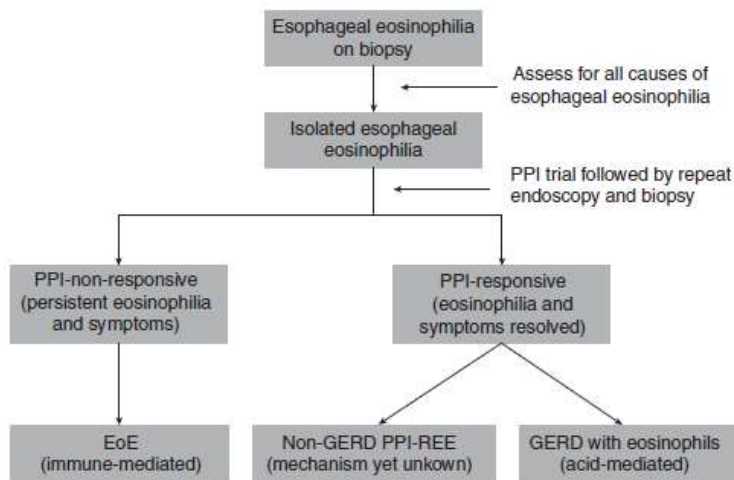 Esophageal eosinophilia
on biopsy
Assess for all causes of
esophageal eosinophilia
Isolated esophageal
eosinophilia
PPI trial followed by repeat
endoscopy and biopsy
PPI-non-responsive
(persistent eosinophilia
and symptoms)
PPI-responsive
(eosinophilia and
symptoms resolved)
EoE
(immune-mediated)
Non-GERD PPI-REE
(mechanism yet unkown)
GERD with eosinophils
(acid-mediated)